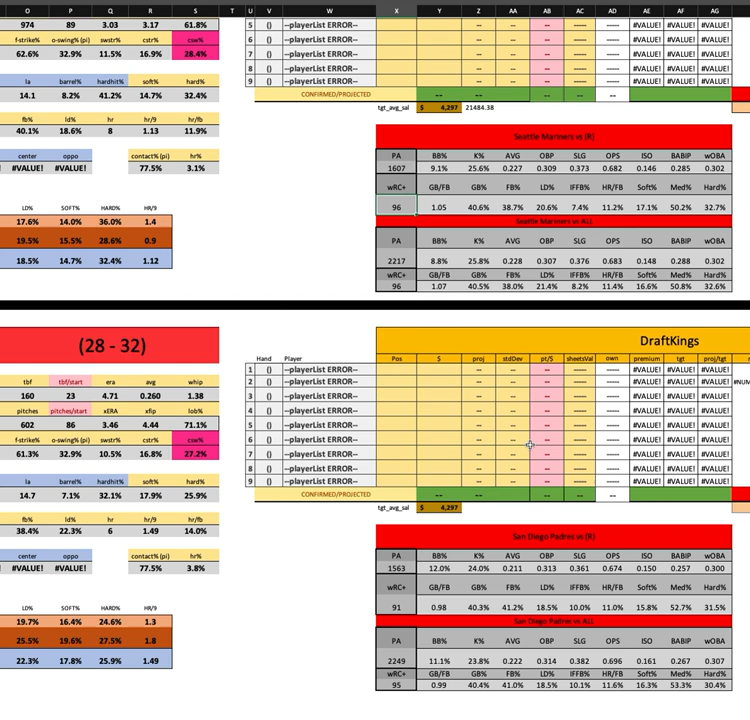 O P Q R S T U V W X Y Z AA AB AC AD AE AF AG
974 89 3.03 3.17 61.8% 5 () --playerList ERROR-- -- -- -- ----- #VALUE! #VALUE! #VALUE!
f-strike% o-swing% (pi) swstr% cstr% csw% 6 () --playerList ERROR-- -- -- -- ----- #VALUE! #VALUE! #VALUE!
62.6% 32.9% 11.5% 16.9% 28.4% 7 () --playerList ERROR-- -- -- -- ----- #VALUE! #VALUE! #VALUE!
8 () --playerList ERROR-- -- -- -- ----- #VALUE! #VALUE! #VALUE!
la barrel% hardhit% soft% hard% 9 () --playerList ERROR-- -- -- -- ----- #VALUE! #VALUE! #VALUE!
14.1 8.2% 41.2% 14.7% 32.4% CONFIRMED/PROJECTED -- -- -- -- --
tgt_avg_sal $ 4,297 21484.38
fb% ld% hr hr/9 hr/fb
40.1% 18.6% 8 1.13 11.9% Seattle Mariners vs (R)
center oppo contact% (pi) hr% PA BB% K% AVG OBP SLG OPS ISO BABIP wOBA
#VALUE! #VALUE! 77.5% 3.1% 1607 9.1% 25.6% 0.227 0.309 0.373 0.682 0.146 0.285 0.302
wRC+ GB/FB GB% FB% LD% IFFB% HR/FB Soft% Med% Hard%
LD% SOFT% HARD% HR/9 96 1.05 40.6% 38.7% 20.6% 7.4% 11.2% 17.1% 50.2% 32.7%
17.6% 14.0% 36.0% 1.4 Seattle Mariners vs ALL
19.5% 15.5% 28.6% 0.9 PA BB% K% AVG OBP SLG OPS ISO BABIP wOBA
18.5% 14.7% 32.4% 1.12 2217 8.8% 25.8% 0.228 0.307 0.376 0.683 0.148 0.288 0.302
wRC+ GB/FB GB% FB% LD% IFFB% HR/FB Soft% Med% Hard%
96 1.07 40.5% 38.0% 21.4% 8.2% 11.4% 16.6% 50.8% 32.6%
(28 - 32) DraftKings
Hand Player Pos $ proj stdDev pt/$ sheetsVal own premium tgt proj/tgt
1 () --playerList ERROR-- -- -- -- ----- ----- #VALUE! #VALUE! #VALUE!
tbf tbf/start era avg whip 2 () --playerList ERROR-- -- -- -- ----- ----- #VALUE! #VALUE! #VALUE! #NUM
160 23 4.71 0.260 1.38 3 () --playerList ERROR-- -- -- -- ----- ----- #VALUE! #VALUE! #VALUE!
pitches pitches/start xERA xfip lob% 4 () --playerList ERROR-- -- -- -- ----- ----- #VALUE! #VALUE! #VALUE!
602 86 3.46 4.44 71.1% 5 () --playerList ERROR-- -- -- -- ----- ----- #VALUE! #VALUE! #VALUE!
f-strike% o-swing% (pi) swstr% cstr% csw% 6 () --playerList ERROR-- -- -- -- ----- ----- #VALUE! #VALUE! #VALUE!
61.3% 32.9% 10.5% 16.8% 27.2% 7 () --playerList ERROR-- -- -- -- ----- ----- #VALUE! #VALUE! #VALUE!
8 () --playerList ERROR-- -- -- -- ----- ----- #VALUE! #VALUE! #VALUE!
la barrel% hardhit% soft% hard% 9 () --playerList ERROR-- -- -- -- ----- ----- #VALUE! #VALUE! #VALUE!
14.7 7.1% 32.1% 17.9% 25.9% CONFIRMED/PROJECTED -- -- -- -- --
tgt_avg_sal $ 4,297
fb% ld% hr hr/9 hr/fb
38.4% 22.3% 6 1.49 14.0% San Diego Padres vs (R)
center oppo contact% (pi) hr% PA BB% K% AVG OBP SLG OPS ISO BABIP wOBA
#VALUE! #VALUE! 77.5% 3.8% 1563 12.0% 24.0% 0.211 0.313 0.361 0.674 0.150 0.257 0.300
wRC+ GB/FB GB% FB% LD% IFFB% HR/FB Soft% Med% Hard%
LD% SOFT% HARD% HR/9 91 0.98 40.3% 41.2% 18.5% 10.0% 11.0% 15.8% 52.7% 31.5%
19.7% 16.4% 24.6% 1.3 San Diego Padres vs ALL
25.5% 19.6% 27.5% 1.8 PA BB% K% AVG OBP SLG OPS ISO BABIP wOBA
22.3% 17.8% 25.9% 1.49 2249 11.1% 23.8% 0.222 0.314 0.382 0.696 0.161 0.267 0.307
wRC+ GB/FB GB% FB% LD% IFFB% HR/FB Soft% Med% Hard%
95 0.99 40.4% 41.0% 18.5% 10.1% 11.6% 16.3% 53.3% 30.4%